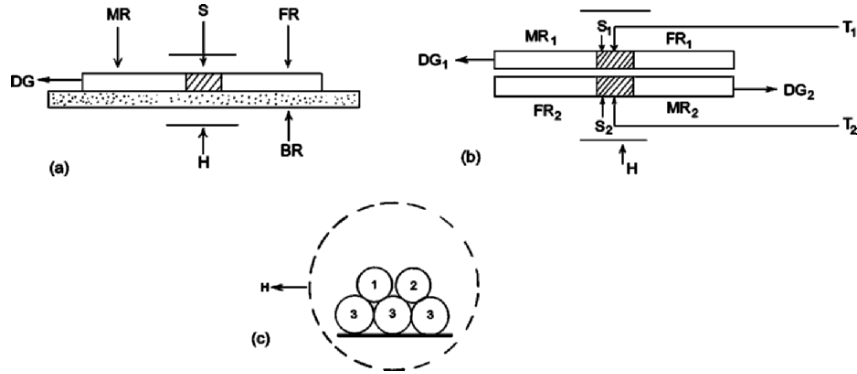 MR S FR
DG
(a) H BR
S₁ T₁
MR₁ FR₁
DG₁
DG₂
FR₂ S₂ MR₂
T₂
(b) H
H
1 2
3 3 3
(c)